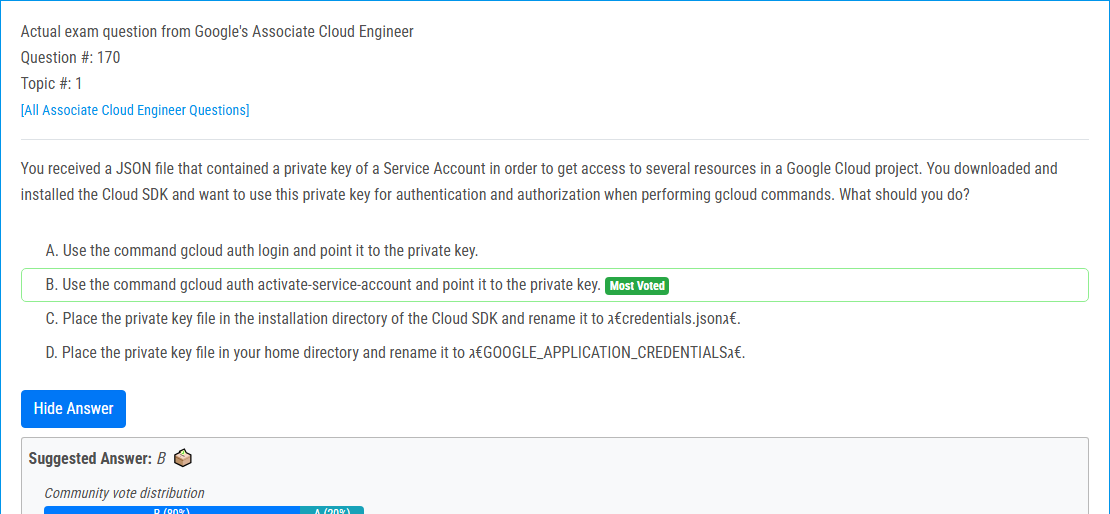 Actual exam question from Google's Associate Cloud Engineer
Question #: 170
Topic #: 1
[All Associate Cloud Engineer Questions]
You received a JSON file that contained a private key of a Service Account in order to get access to several resources in a Google Cloud project. You downloaded and
installed the Cloud SDK and want to use this private key for authentication and authorization when performing gcloud commands. What should you do?
A. Use the command gcloud auth login and point it to the private key.
B. Use the command gcloud auth activate-service-account and point it to the private key. Most Voted
C. Place the private key file in the installation directory of the Cloud SDK and rename it to ג€credentials.jsonג€.
D. Place the private key file in your home directory and rename it to ג€GOOGLE_APPLICATION_CREDENTIALSג€.
Hide Answer
Suggested Answer: B
Community vote distribution
B (80%) A (20%)